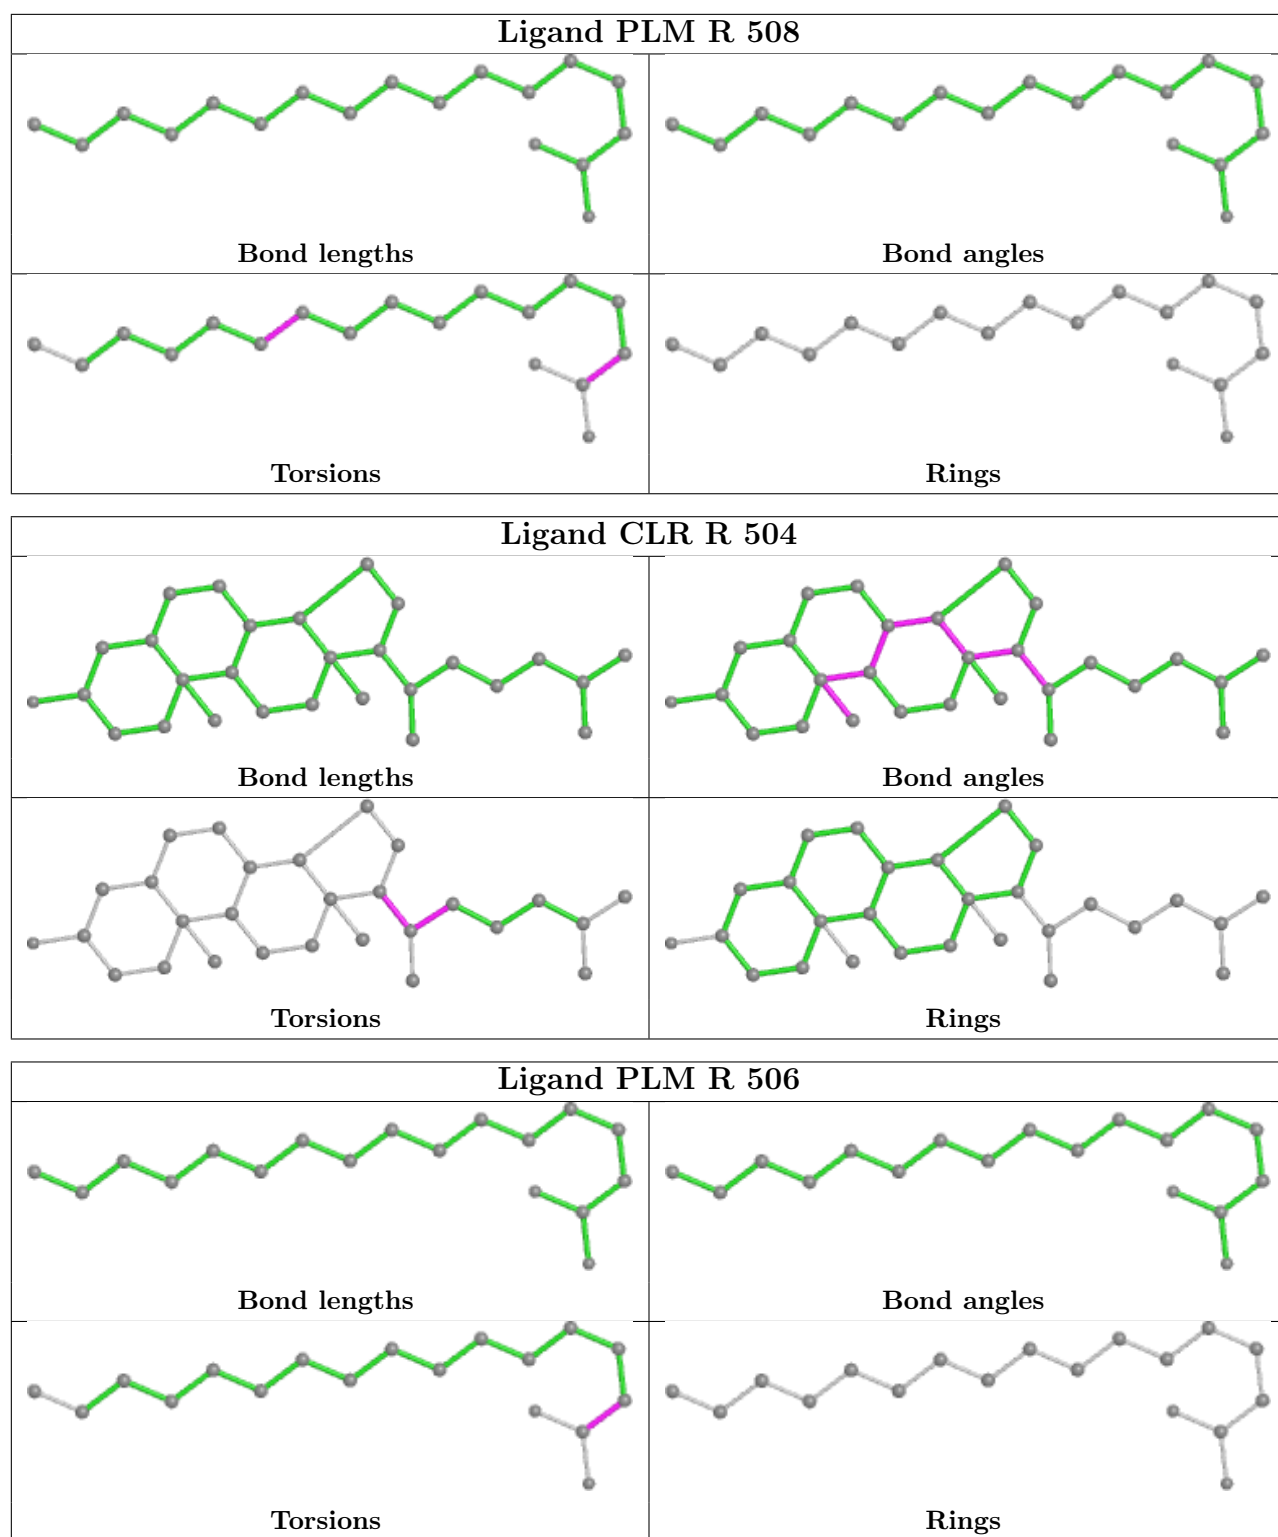 Ligand PLM R 508
Bond lengths
Bond angles
Torsions
Rings
Ligand CLR R 504
Bond lengths
Bond angles
Torsions
Rings
Ligand PLM R 506
Bond lengths
Bond angles
Torsions
Rings